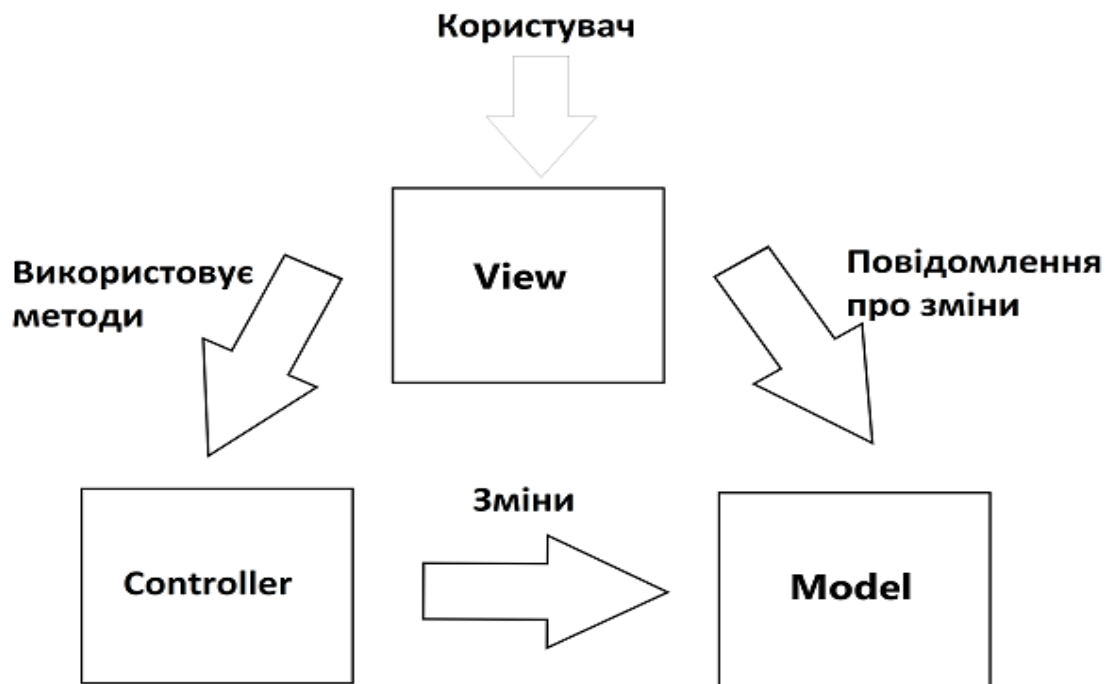 Користувач
View
Використовує
методи
Повідомлення
про зміни
Зміни
Controller
Model